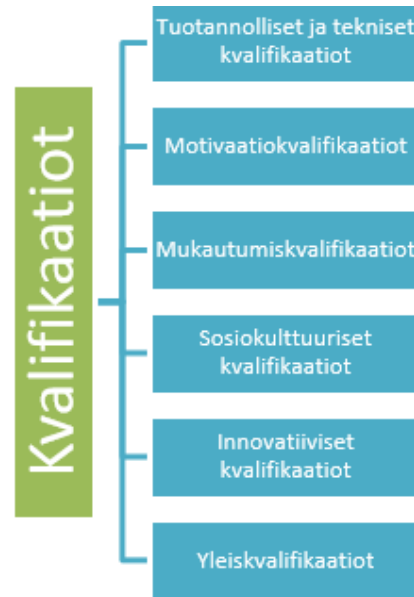 Kvalifikaatiot
Tuotannolliset ja tekniset
kvalifikaatiot
Motivaatiokvalifikaatiot
Mukautumiskvalifikaatiot
Sosiokulttuuriset
kvalifikaatiot
Innovatiiviset
kvalifikaatiot
Yleiskvalifikaatiot